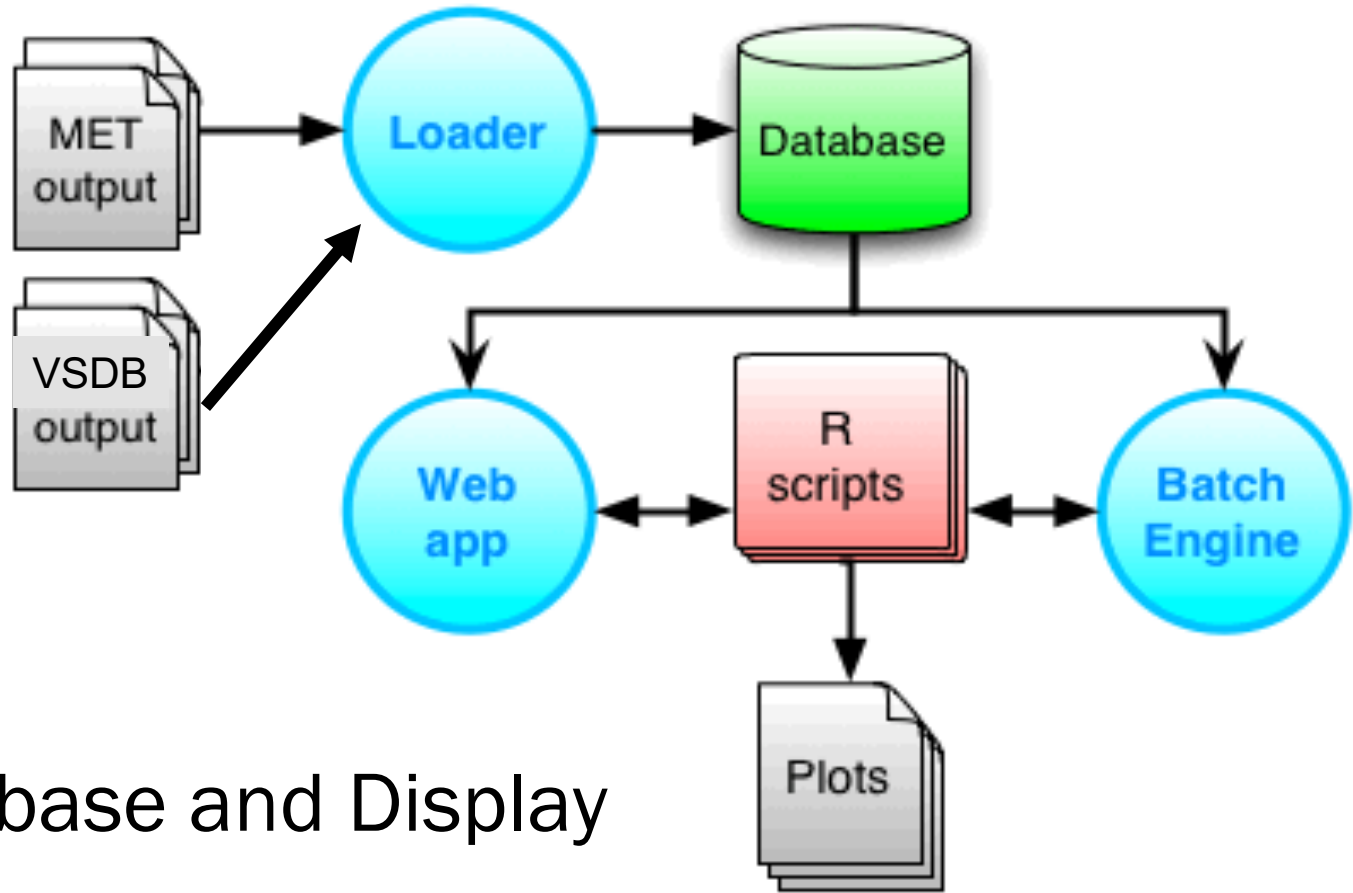 MET
output
Loader
Database
VSDB
output
Web
app
R
scripts
Batch
Engine
Plots
base and Display